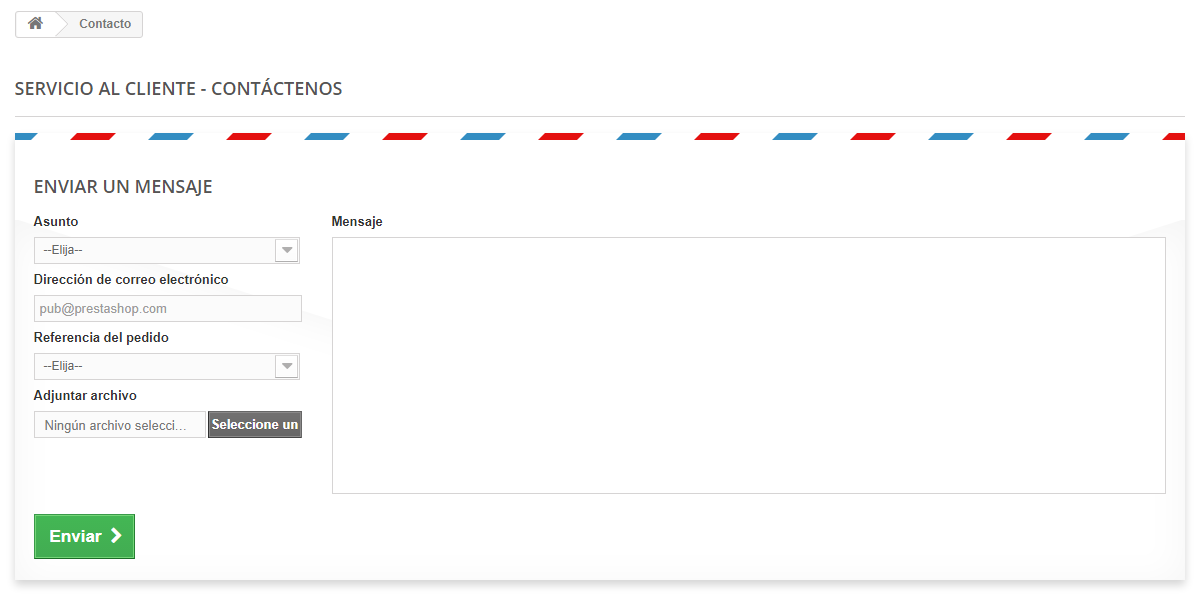 Contacto
SERVICIO AL CLIENTE - CONTÁCTENOS
ENVIAR UN MENSAJE
Asunto
--Elija--
Dirección de correo electrónico
pub@prestashop.com
Referencia del pedido
--Elija--
Adjuntar archivo
Ningún archivo selecci...
Seleccione un
Mensaje
Enviar